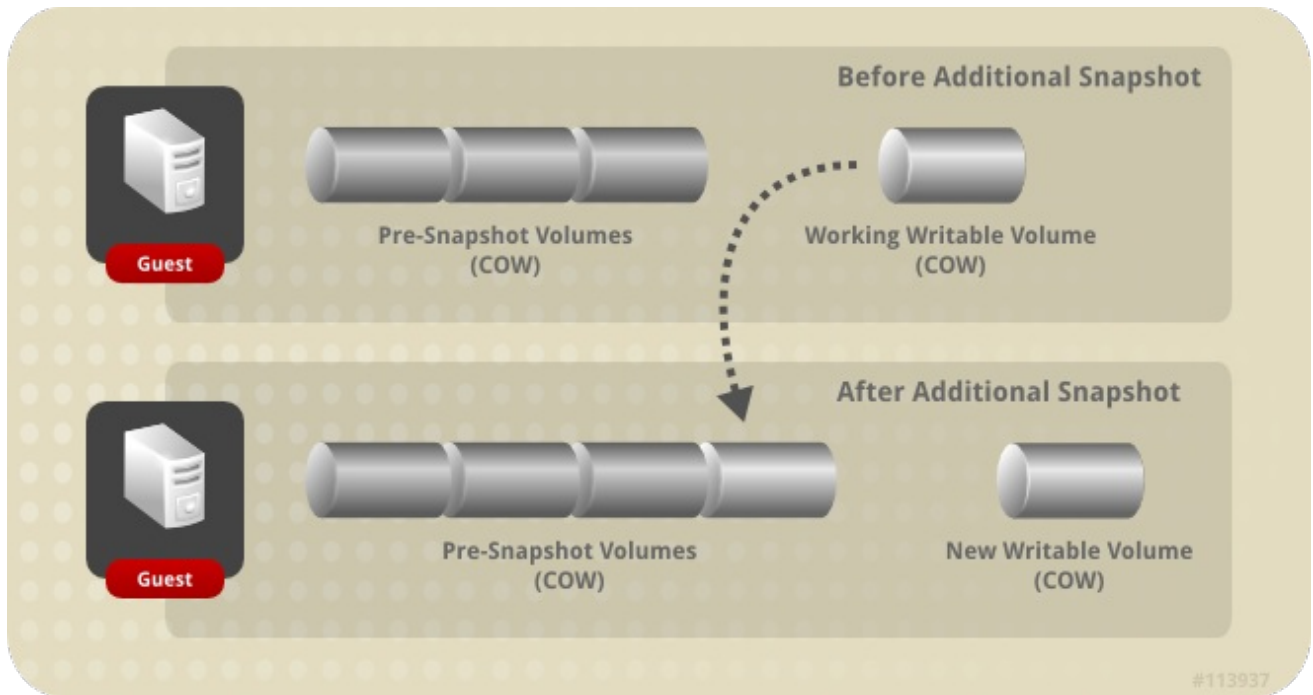 Before Additional Snapshot
Pre-Snapshot Volumes
(COW)
Working Writable Volume
(COW)
Guest
After Additional Snapshot
Pre-Snapshot Volumes
(COW)
New Writable Volume
(COW)
Guest
#113937